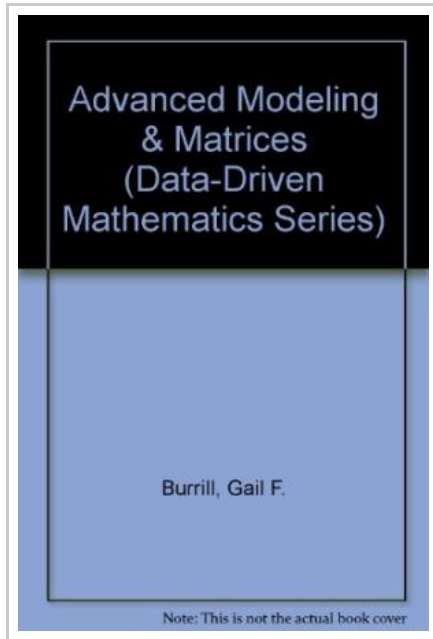 Advanced Modeling
& Matrices
(Data-Driven
Mathematics Series)
Burrill, Gail F.
Note: This is not the actual book cover